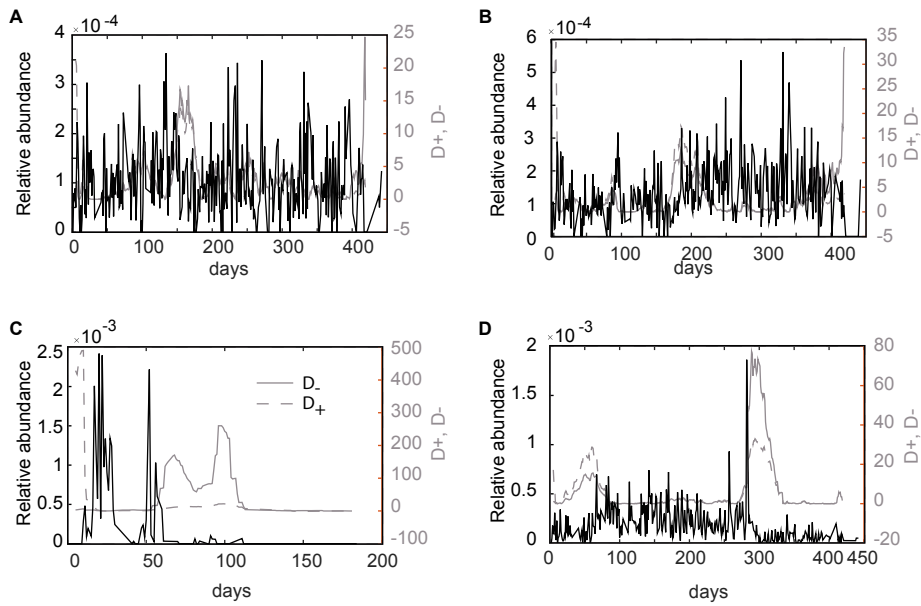 A
× 10^-4
Relative abundance
4
3
2
1
0
0 100 200 300 400
days
25
20
15
10
5
0
-5
D+, D-
B
× 10^-4
Relative abundance
6
4
2
1
0
0 100 200 300 400
days
35
30
25
20
15
10
5
0
-5
D+, D-
C
× 10^-3
Relative abundance
2.5
2
1.5
1
0.5
0
0 50 100 200 200
days
D-
D+
500
400
300
200
100
0
-100
D+, D-
D
× 10^-3
Relative abundance
2
1.5
1
0.5
0
0 100 200 300 400 450
days
80
60
40
20
0
-20
D+, D-